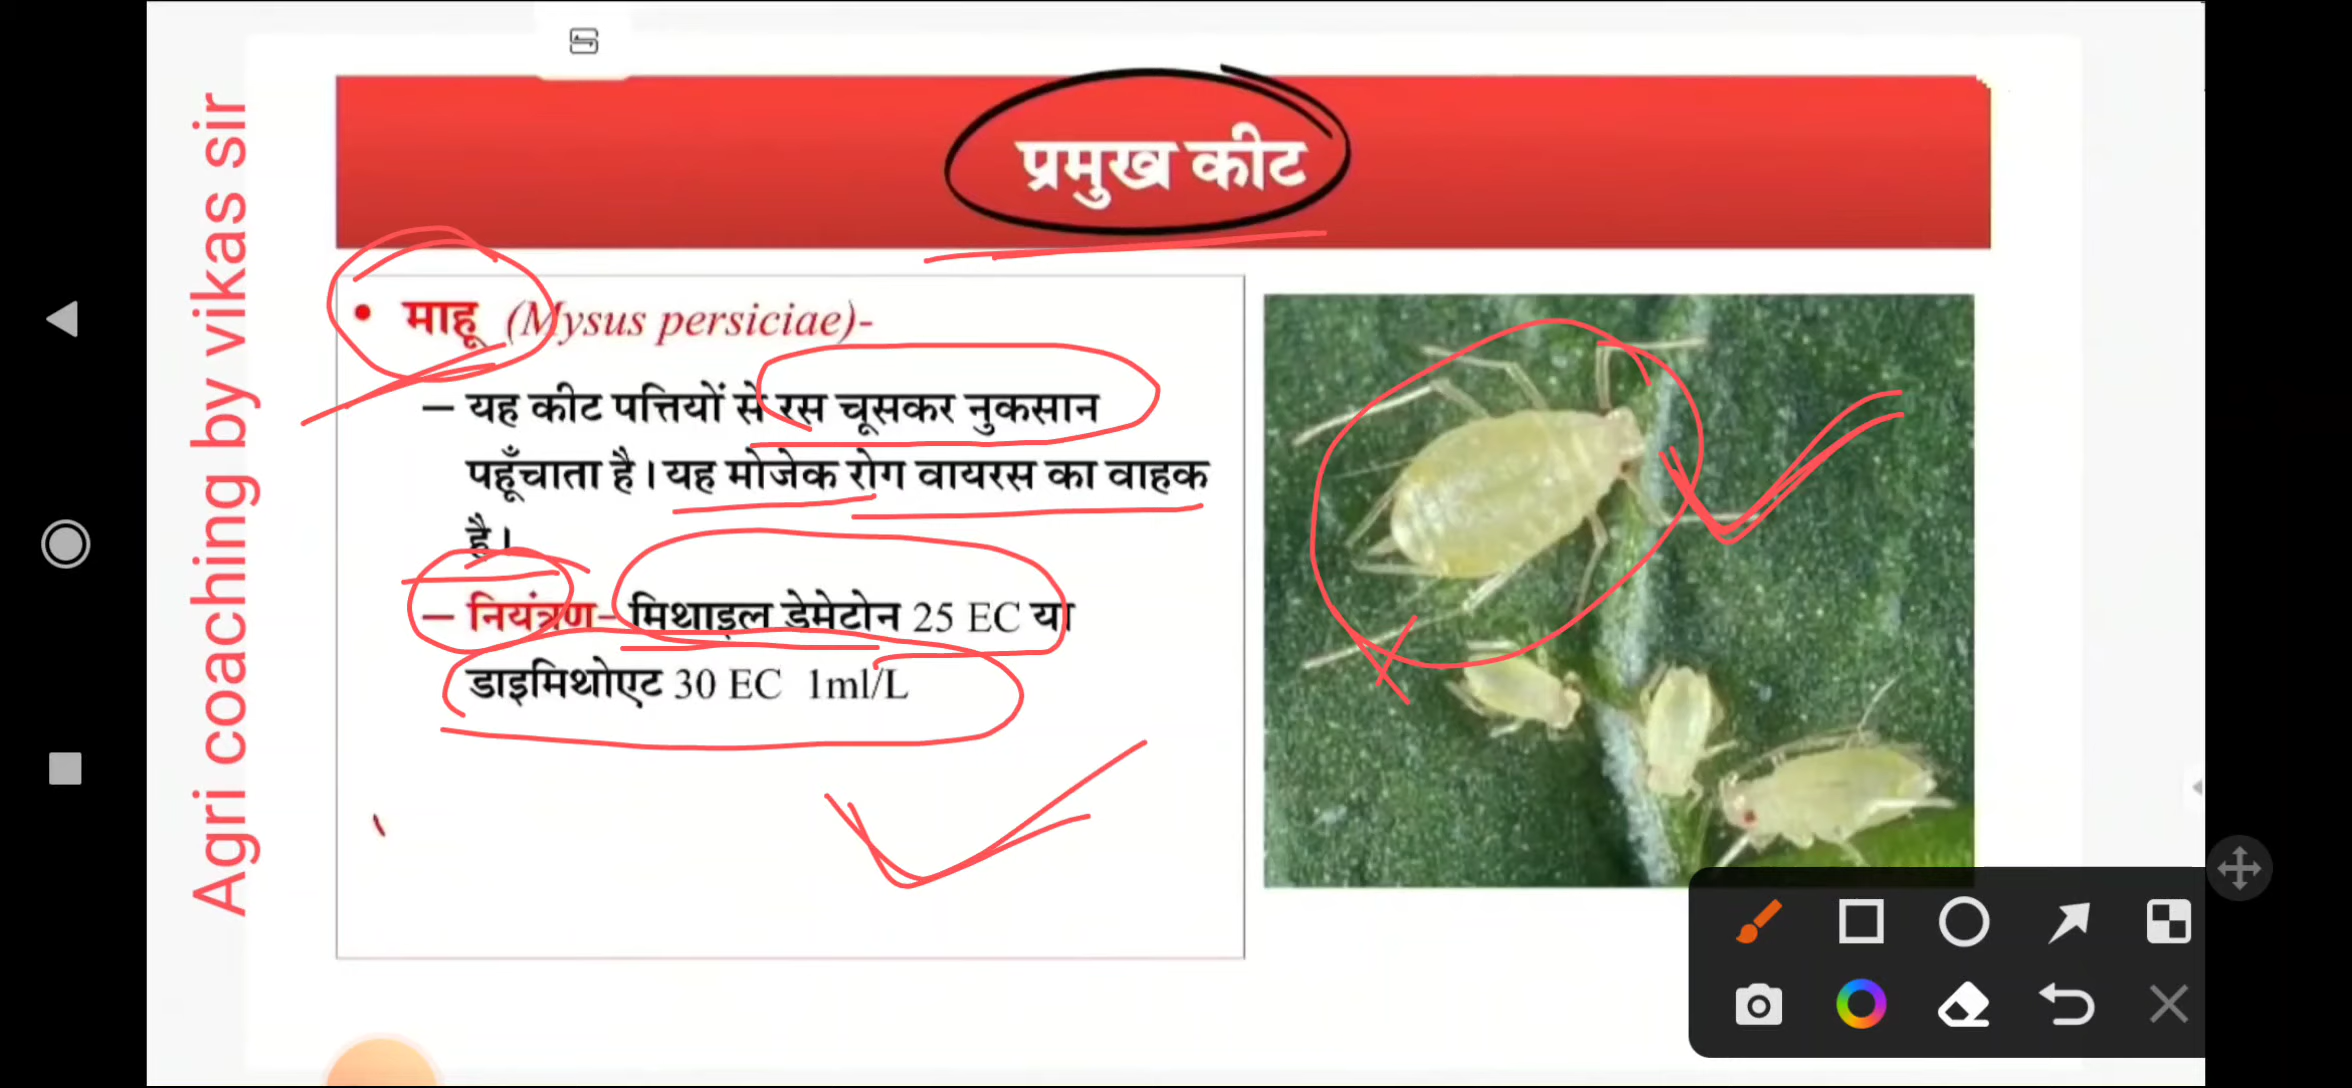 प्रमुख कीट
Agri coaching by vikas sir
• माहू (Mysus persiciae)-
– यह कीट पत्तियों से रस चूसकर नुकसान
पहुँचाता है। यह मोजेक रोग वायरस का वाहक
है।
– नियंत्रण- मिथाइल डेमेटोन 25 EC या
डाइमिथोएट 30 EC 1ml/L